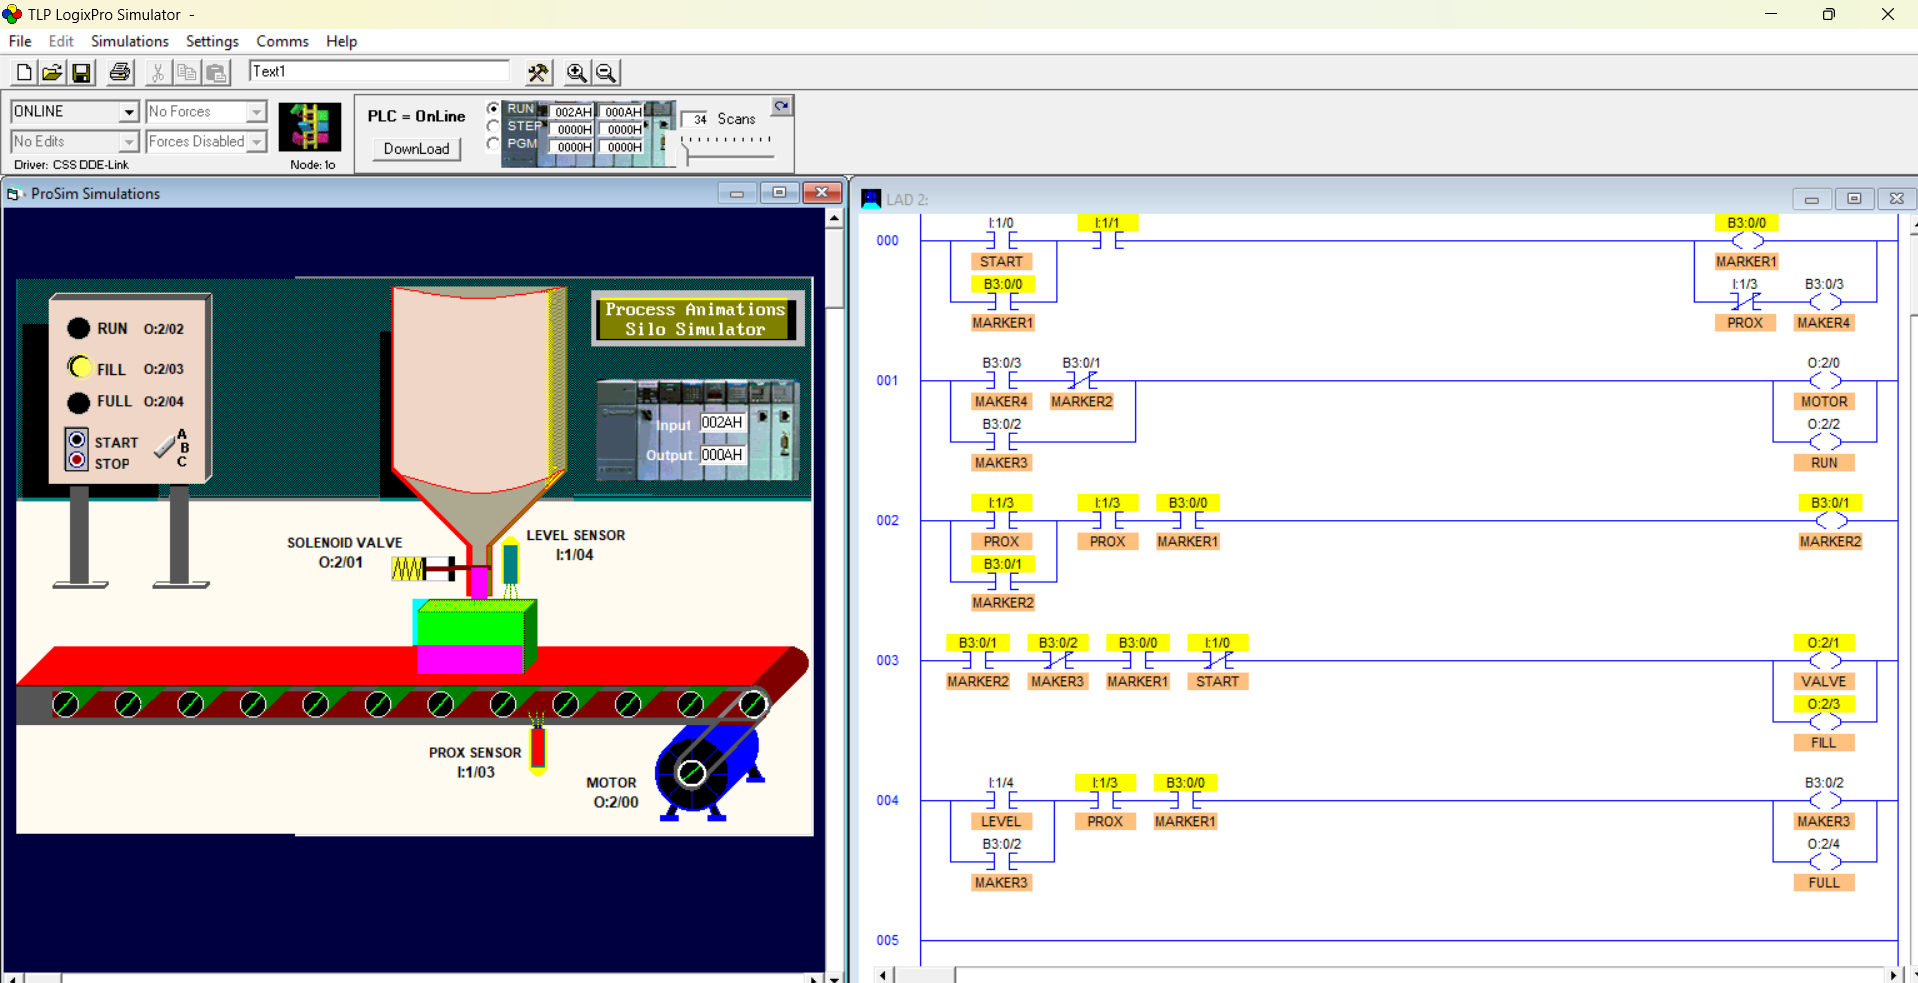 TLP LogixPro Simulator -
File Edit Simulations Settings Comms Help
Text1
ONLINE No Forces
No Edits Forces Disabled
Driver: CSS DDE-Link Node: 1o
PLC = OnLine
DownLoad
RUN 002AH 000AH
STEP 0000H 0000H
PGM 0000H 0000H
34 Scans
ProSim Simulations
RUN O:2/02
FILL O:2/03
FULL O:2/04
START
STOP
A
B
C
Process Animations
Silo Simulator
Input 002AH
Output 000AH
SOLENOID VALVE
O:2/01
LEVEL SENSOR
I:1/04
PROX SENSOR
I:1/03
MOTOR
O:2/00
LAD 2:
I:1/0 I:1/1 B3:0/0
000
START MARKER1
B3:0/0 I:1/3 B3:0/3
MARKER1 PROX MAKER4
B3:0/3 B3:0/1 O:2/0
001
MAKER4 MARKER2 MOTOR
B3:0/2 O:2/2
MAKER3 RUN
I:1/3 I:1/3 B3:0/0 B3:0/1
002
PROX PROX MARKER1 MARKER2
B3:0/1
MARKER2
B3:0/1 B3:0/2 B3:0/0 I:1/0 O:2/1
003
MARKER2 MAKER3 MARKER1 START VALVE
O:2/3
FILL
I:1/4 I:1/3 B3:0/0 B3:0/2
004
LEVEL PROX MARKER1 MAKER3
B3:0/2 O:2/4
MAKER3 FULL
005